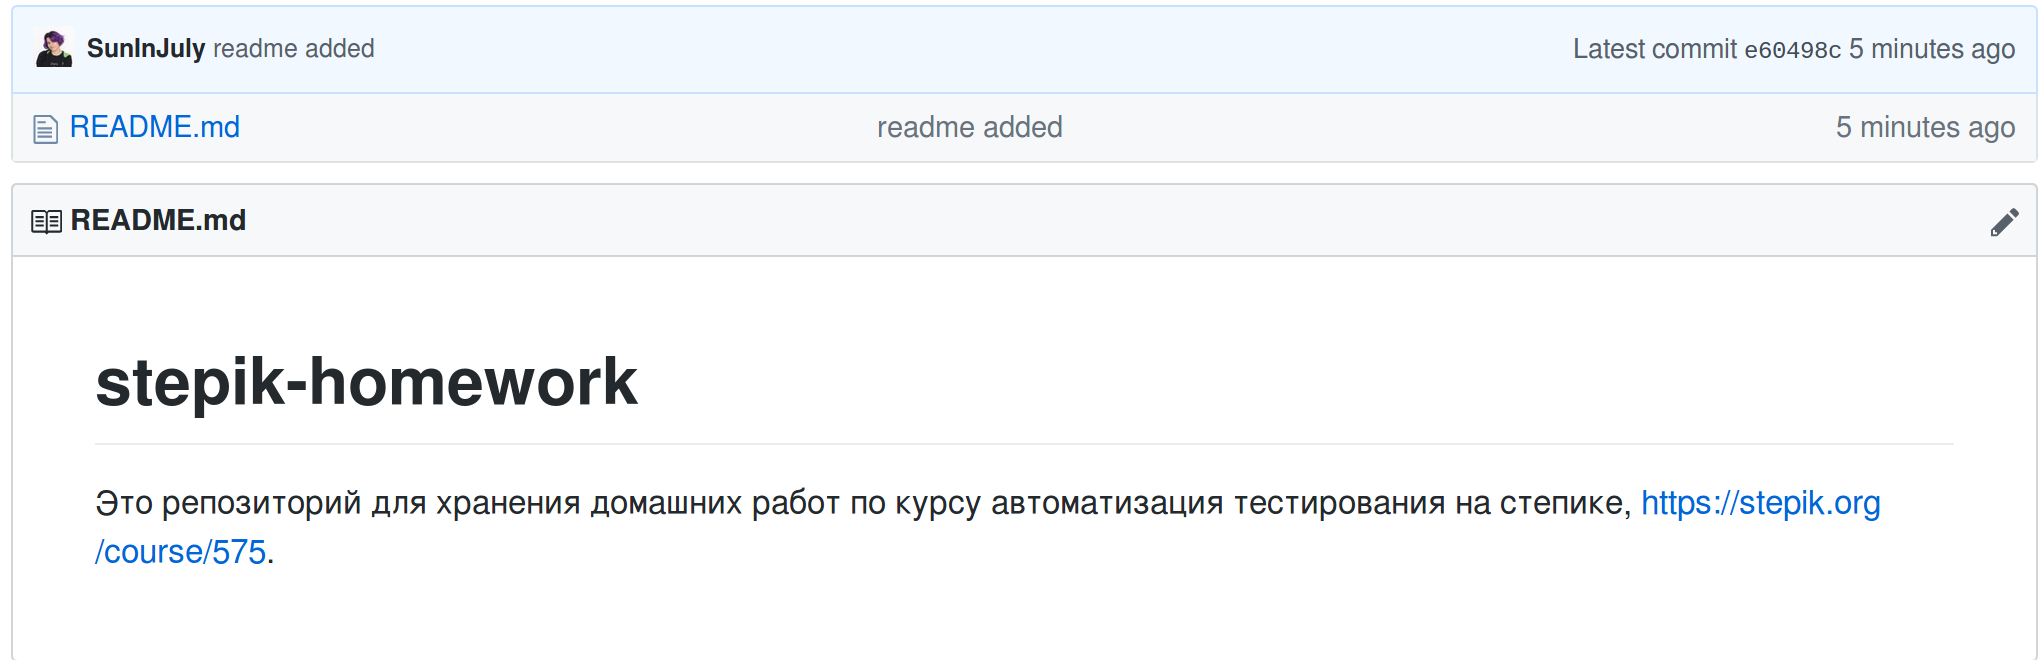 SunInJuly readme added Latest commit e60498c 5 minutes ago
README.md readme added 5 minutes ago
README.md
stepik-homework
Это репозиторий для хранения домашних работ по курсу автоматизация тестирования на степике, https://stepik.org
/course/575.